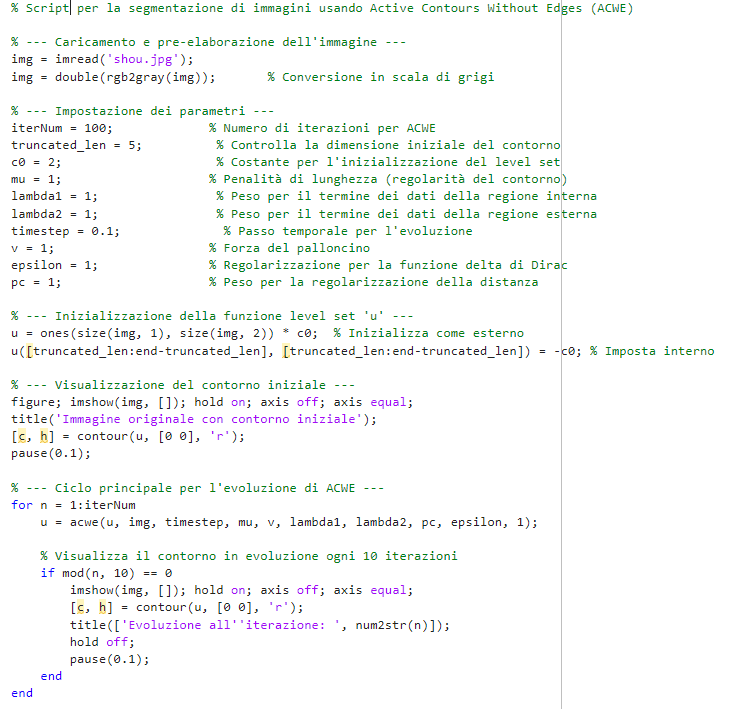 % Script per la segmentazione di immagini usando Active Contours Without Edges (ACWE)
% --- Caricamento e pre-elaborazione dell'immagine ---
img = imread('shou.jpg');
img = double(rgb2gray(img));       % Conversione in scala di grigi
% --- Impostazione dei parametri ---
iterNum = 100;             % Numero di iterazioni per ACWE
truncated_len = 5;          % Controlla la dimensione iniziale del contorno
c0 = 2;                     % Costante per l'inizializzazione del level set
mu = 1;                    % Penalità di lunghezza (regolarità del contorno)
lambda1 = 1;                % Peso per il termine dei dati della regione interna
lambda2 = 1;                % Peso per il termine dei dati della regione esterna
timestep = 0.1;              % Passo temporale per l'evoluzione
v = 1;                     % Forza del palloncino
epsilon = 1;               % Regolarizzazione per la funzione delta di Dirac
pc = 1;                    % Peso per la regolarizzazione della distanza
% --- Inizializzazione della funzione level set 'u' ---
u = ones(size(img, 1), size(img, 2)) * c0;  % Inizializza come esterno
u([truncated_len:end-truncated_len], [truncated_len:end-truncated_len]) = -c0; % Imposta interno
% --- Visualizzazione del contorno iniziale ---
figure; imshow(img, []); hold on; axis off; axis equal;
title('Immagine originale con contorno iniziale');
[c, h] = contour(u, [0 0], 'r');
pause(0.1);
% --- Ciclo principale per l'evoluzione di ACWE ---
for n = 1:iterNum
    u = acwe(u, img, timestep, mu, v, lambda1, lambda2, pc, epsilon, 1);
    % Visualizza il contorno in evoluzione ogni 10 iterazioni
    if mod(n, 10) == 0
        imshow(img, []); hold on; axis off; axis equal;
        [c, h] = contour(u, [0 0], 'r');
        title(['Evoluzione all''iterazione: ', num2str(n)]);
        hold off;
        pause(0.1);
    end
end